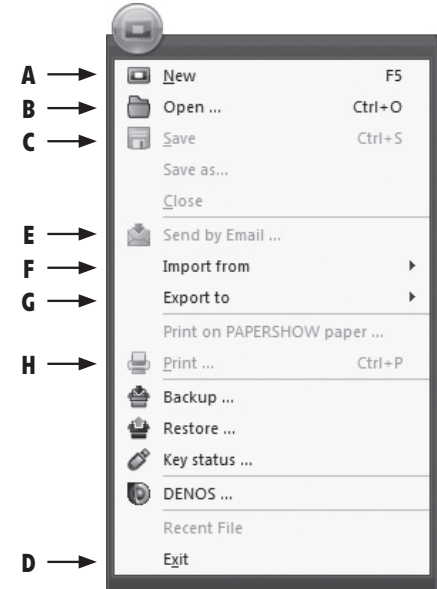 A New F5
B Open ... Ctrl+O
C Save Ctrl+S
Save as...
Close
E Send by Email ...
F Import from
G Export to
Print on PAPERSHOW paper ...
H Print ... Ctrl+P
Backup ...
Restore ...
Key status ...
DENOS ...
Recent File
D Exit